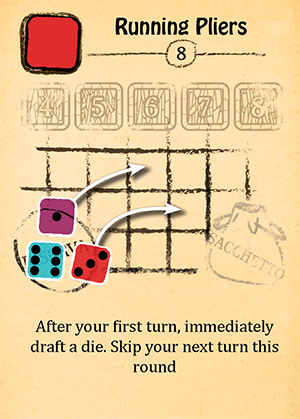 Running Pliers
8
4 5 6 7 8
SACCHETTO
After your first turn, immediately
draft a die. Skip your next turn this
round